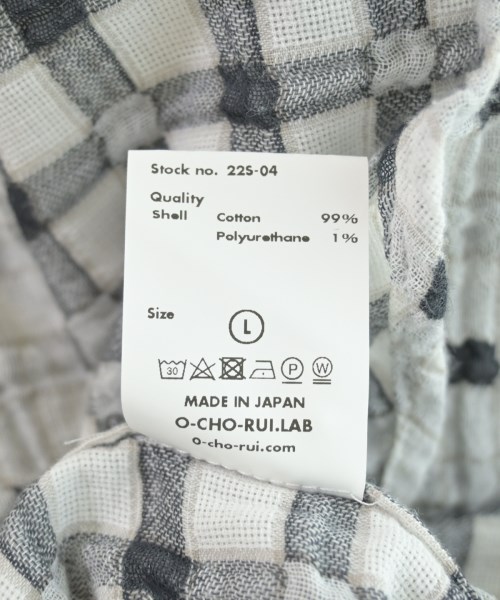 Stock no. 22S-04
Quality
Shell Cotton 99%
Polyurethane 1%
Size L
30 P W
MADE IN JAPAN
O-CHO-RUI.LAB
o-cho-rui.com